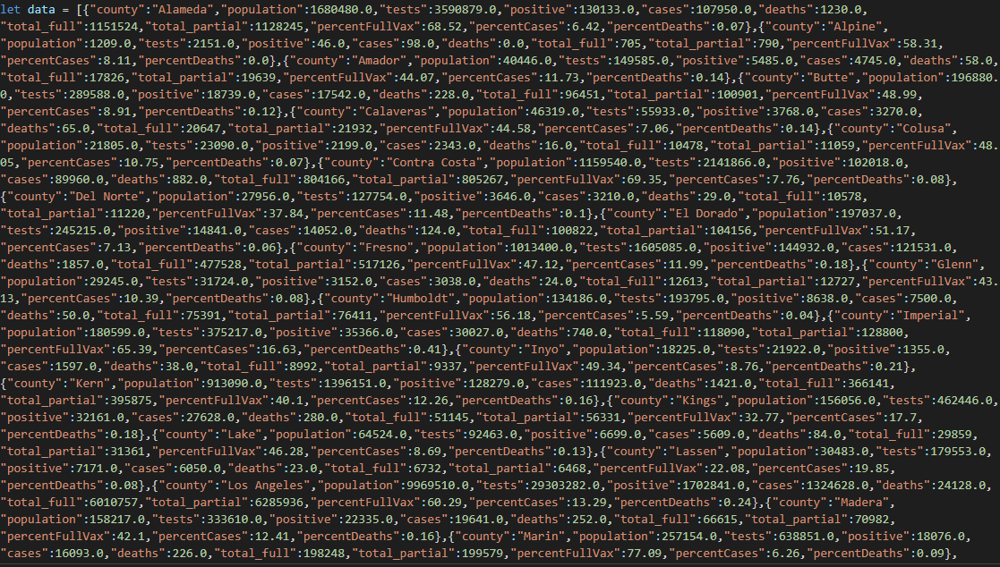 let data = [{"county":"Alameda","population":1680480.0,"tests":3590879.0,"positive":130133.0,"cases":107950.0,"deaths":1230.0,
"total_full":1151524,"total_partial":1128245,"percentFullVax":68.52,"percentCases":6.42,"percentDeaths":0.07},{"county":"Alpine",
"population":1209.0,"tests":2151.0,"positive":46.0,"cases":98.0,"deaths":0.0,"total_full":705,"total_partial":790,"percentFullVax":58.31,
"percentCases":8.11,"percentDeaths":0.0},{"county":"Amador","population":40446.0,"tests":149585.0,"positive":5485.0,"cases":4745.0,"deaths":58.0,
"total_full":17826,"total_partial":19639,"percentFullVax":44.07,"percentCases":11.73,"percentDeaths":0.14},{"county":"Butte","population":196880.
0,"tests":289588.0,"positive":18739.0,"cases":17542.0,"deaths":228.0,"total_full":96451,"total_partial":100901,"percentFullVax":48.99,
"percentCases":8.91,"percentDeaths":0.12},{"county":"Calaveras","population":46319.0,"tests":55933.0,"positive":3768.0,"cases":3270.0,
"deaths":65.0,"total_full":20647,"total_partial":21932,"percentFullVax":44.58,"percentCases":7.06,"percentDeaths":0.14},{"county":"Colusa",
"population":21805.0,"tests":23090.0,"positive":2199.0,"cases":2343.0,"deaths":16.0,"total_full":10478,"total_partial":11059,"percentFullVax":48.
05,"percentCases":10.75,"percentDeaths":0.07},{"county":"Contra Costa","population":1159540.0,"tests":2141866.0,"positive":102018.0,
"cases":89960.0,"deaths":882.0,"total_full":804166,"total_partial":805267,"percentFullVax":69.35,"percentCases":7.76,"percentDeaths":0.08},
{"county":"Del Norte","population":27956.0,"tests":127754.0,"positive":3646.0,"cases":3210.0,"deaths":29.0,"total_full":10578,
"total_partial":11220,"percentFullVax":37.84,"percentCases":11.48,"percentDeaths":0.1},{"county":"El Dorado","population":197037.0,
"tests":245215.0,"positive":14841.0,"cases":14052.0,"deaths":124.0,"total_full":100822,"total_partial":104156,"percentFullVax":51.17,
"percentCases":7.13,"percentDeaths":0.06},{"county":"Fresno","population":1013400.0,"tests":1605085.0,"positive":144932.0,"cases":121531.0,
"deaths":1857.0,"total_full":477528,"total_partial":517126,"percentFullVax":47.12,"percentCases":11.99,"percentDeaths":0.18},{"county":"Glenn",
"population":29245.0,"tests":31724.0,"positive":3152.0,"cases":3038.0,"deaths":24.0,"total_full":12613,"total_partial":12727,"percentFullVax":43.
13,"percentCases":10.39,"percentDeaths":0.08},{"county":"Humboldt","population":134186.0,"tests":193795.0,"positive":8638.0,"cases":7500.0,
"deaths":50.0,"total_full":75391,"total_partial":76411,"percentFullVax":56.18,"percentCases":5.59,"percentDeaths":0.04},{"county":"Imperial",
"population":180599.0,"tests":375217.0,"positive":35366.0,"cases":30027.0,"deaths":740.0,"total_full":118090,"total_partial":128800,
"percentFullVax":65.39,"percentCases":16.63,"percentDeaths":0.41},{"county":"Inyo","population":18225.0,"tests":21922.0,"positive":1355.0,
"cases":1597.0,"deaths":38.0,"total_full":8992,"total_partial":9337,"percentFullVax":49.34,"percentCases":8.76,"percentDeaths":0.21},
{"county":"Kern","population":913090.0,"tests":1396151.0,"positive":128279.0,"cases":111923.0,"deaths":1421.0,"total_full":366141,
"total_partial":395875,"percentFullVax":40.1,"percentCases":12.26,"percentDeaths":0.16},{"county":"Kings","population":156056.0,"tests":462446.0,
"positive":32161.0,"cases":27628.0,"deaths":280.0,"total_full":51145,"total_partial":56331,"percentFullVax":32.77,"percentCases":17.7,
"percentDeaths":0.18},{"county":"Lake","population":64524.0,"tests":92463.0,"positive":6699.0,"cases":5609.0,"deaths":84.0,"total_full":29859,
"total_partial":31361,"percentFullVax":46.28,"percentCases":8.69,"percentDeaths":0.13},{"county":"Lassen","population":30483.0,"tests":179553.0,
"positive":7171.0,"cases":6050.0,"deaths":23.0,"total_full":6732,"total_partial":6468,"percentFullVax":22.08,"percentCases":19.85,
"percentDeaths":0.08},{"county":"Los Angeles","population":9969510.0,"tests":29303282.0,"positive":1702841.0,"cases":1324628.0,"deaths":24128.0,
"total_full":6010757,"total_partial":6285936,"percentFullVax":60.29,"percentCases":13.29,"percentDeaths":0.24},{"county":"Madera",
"population":158217.0,"tests":333610.0,"positive":22335.0,"cases":19641.0,"deaths":252.0,"total_full":66615,"total_partial":70982,
"percentFullVax":42.1,"percentCases":12.41,"percentDeaths":0.16},{"county":"Marin","population":257154.0,"tests":638851.0,"positive":18076.0,
"cases":16093.0,"deaths":226.0,"total_full":198248,"total_partial":199579,"percentFullVax":77.09,"percentCases":6.26,"percentDeaths":0.09},